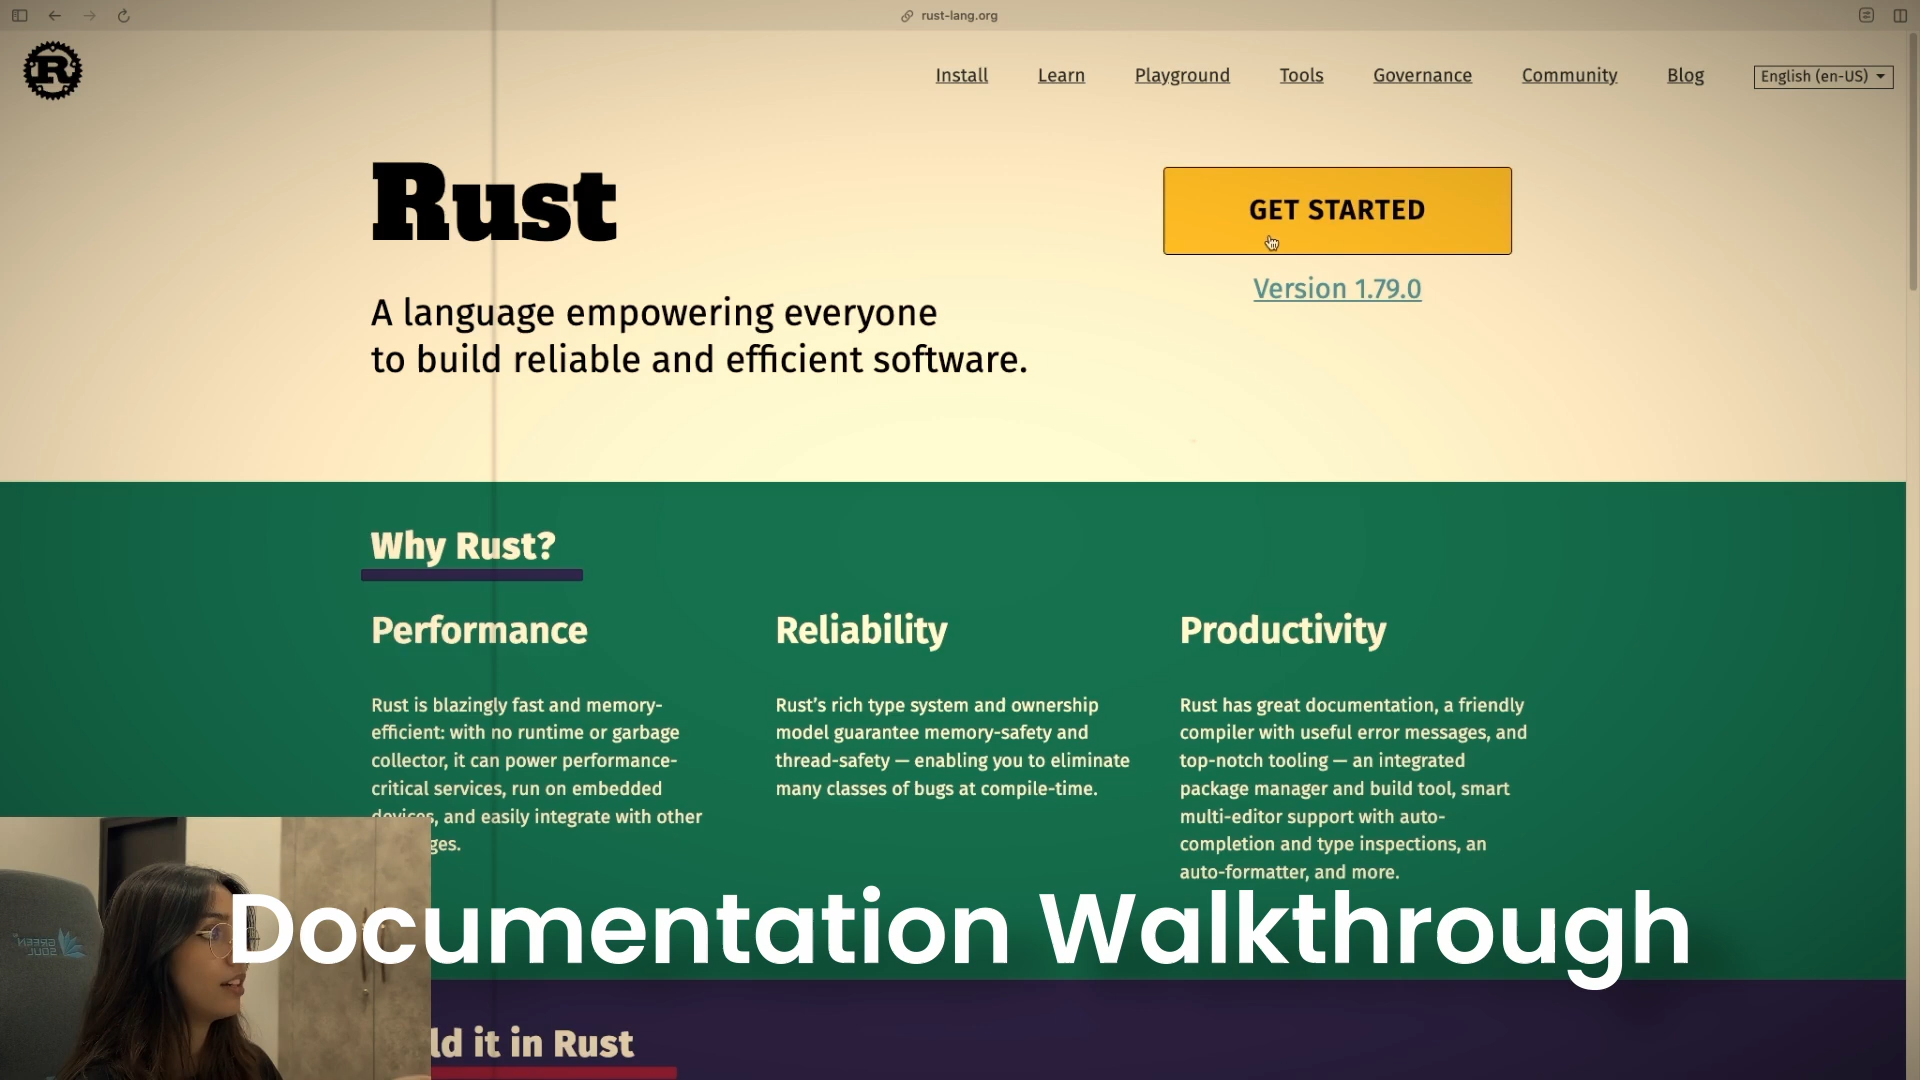 rust-lang.org
R
Install Learn Playground Tools Governance Community Blog English (en-US)
Rust
GET STARTED
Version 1.79.0
A language empowering everyone
to build reliable and efficient software.
Why Rust?
Performance
Rust is blazingly fast and memory-
efficient: with no runtime or garbage
collector, it can power performance-
critical services, run on embedded
devices, and easily integrate with other
ges.
Reliability
Rust’s rich type system and ownership
model guarantee memory-safety and
thread-safety — enabling you to eliminate
many classes of bugs at compile-time.
Productivity
Rust has great documentation, a friendly
compiler with useful error messages, and
top-notch tooling — an integrated
package manager and build tool, smart
multi-editor support with auto-
completion and type inspections, an
auto-formatter, and more.
GREEN
SOUL
Documentation Walkthrough
ld it in Rust